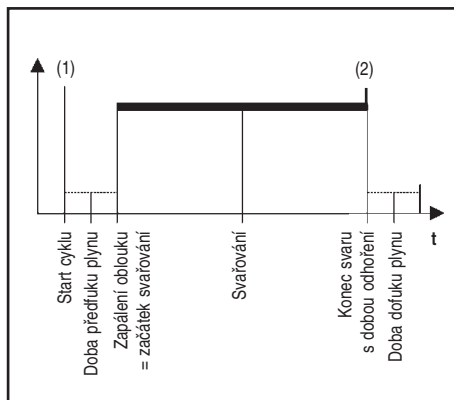 (1)
(2)
t
Start cyklu
Doba předfuku plynu
Zapálení oblouku
= začátek svařování
Svařování
Konec svaru
s dobou odhoření
Doba dofuku plynu